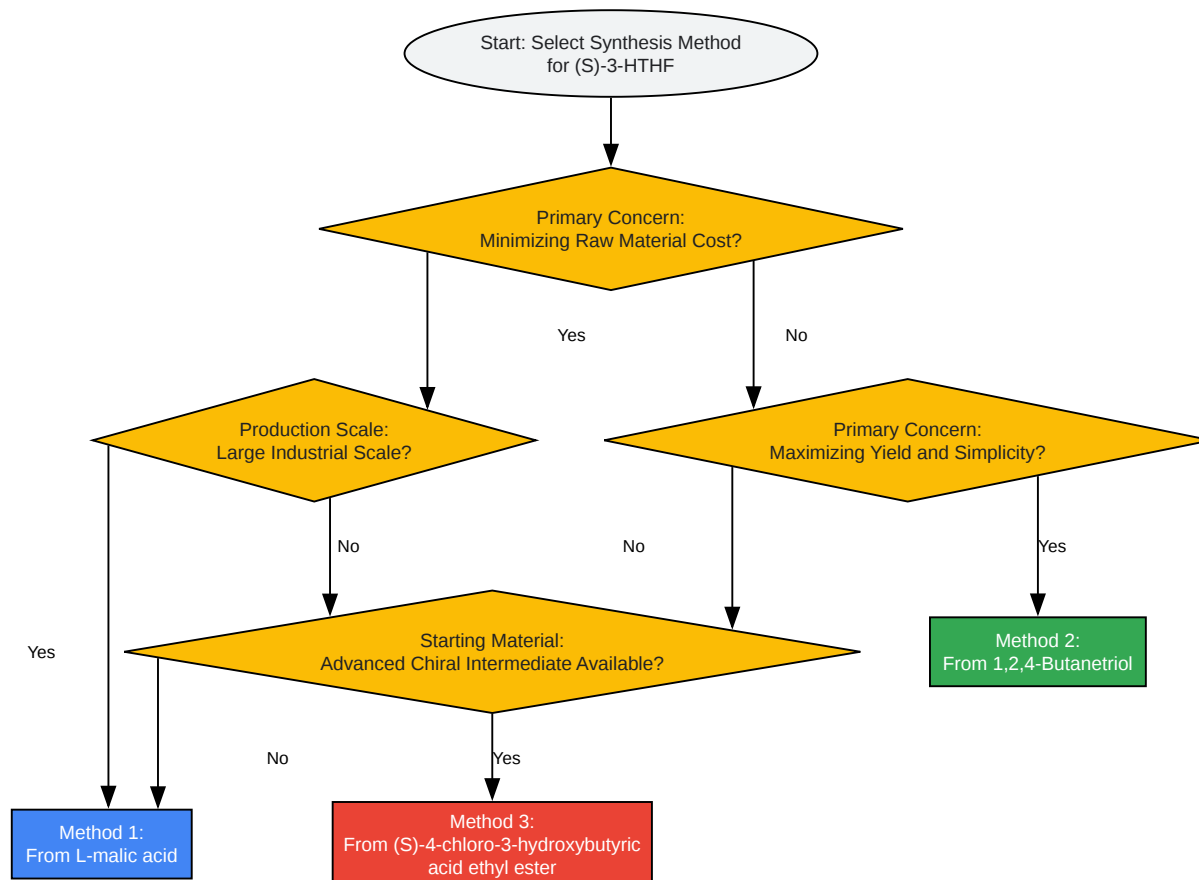 Start: Select Synthesis Method
for (S)-3-HTHF
Primary Concern:
Minimizing Raw Material Cost?
Yes
No
Production Scale:
Large Industrial Scale?
Primary Concern:
Maximizing Yield and Simplicity?
No
No
Yes
Starting Material:
Advanced Chiral Intermediate Available?
Yes
Method 2:
From 1,2,4-Butanetriol
No
Yes
Method 1:
From L-malic acid
Method 3:
From (S)-4-chloro-3-hydroxybutyric
acid ethyl ester